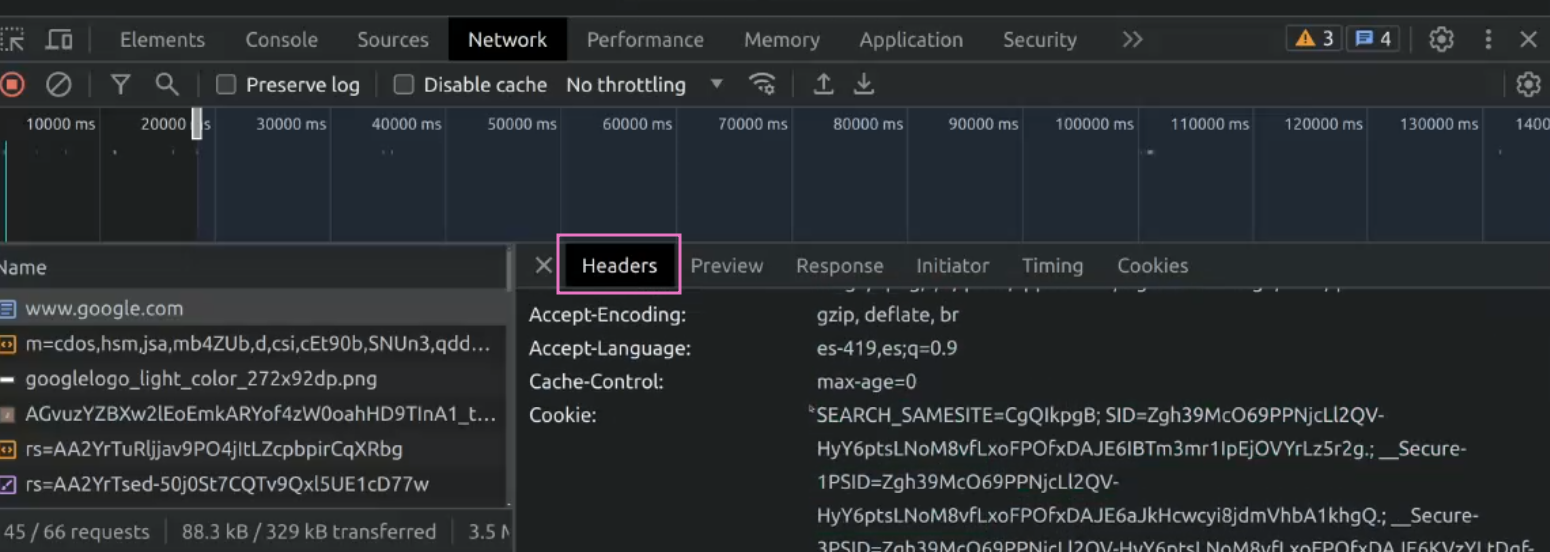 Elements Console Sources Network Performance Memory Application Security 3 4
Preserve log Disable cache No throttling
10000 ms 20000 s 30000 ms 40000 ms 50000 ms 60000 ms 70000 ms 80000 ms 90000 ms 100000 ms 110000 ms 120000 ms 130000 ms 1400
Name
Headers Preview Response Initiator Timing Cookies
www.google.com
m=cdos,hsm,jsa,mb4ZUb,d,csi,cEt90b,SNUn3,qdd...
googlelogo_light_color_272x92dp.png
AGvuzYZBXw2lEoEmkARYof4zW0oahHD9TInA1_t...
rs=AA2YrTuRljjav9PO4jItLZcpbpirCqXRbg
rs=AA2YrTsed-50j0St7CQTv9Qxl5UE1cD77w
45 / 66 requests 88.3 kB / 329 kB transferred 3.5 M
Accept-Encoding: gzip, deflate, br
Accept-Language: es-419,es;q=0.9
Cache-Control: max-age=0
Cookie: SEARCH_SAMESITE=CgQIkpgB; SID=Zgh39McO69PPNjcLl2QV-
HyY6ptsLNoM8vfLxoFPOfxDAJE6IBTm3mr1IpEjOVYrLz5r2g.; __Secure-
1PSID=Zgh39McO69PPNjcLl2QV-
HyY6ptsLNoM8vfLxoFPOfxDAJE6aJkHcwcyi8jdmVhbA1khgQ.; __Secure-